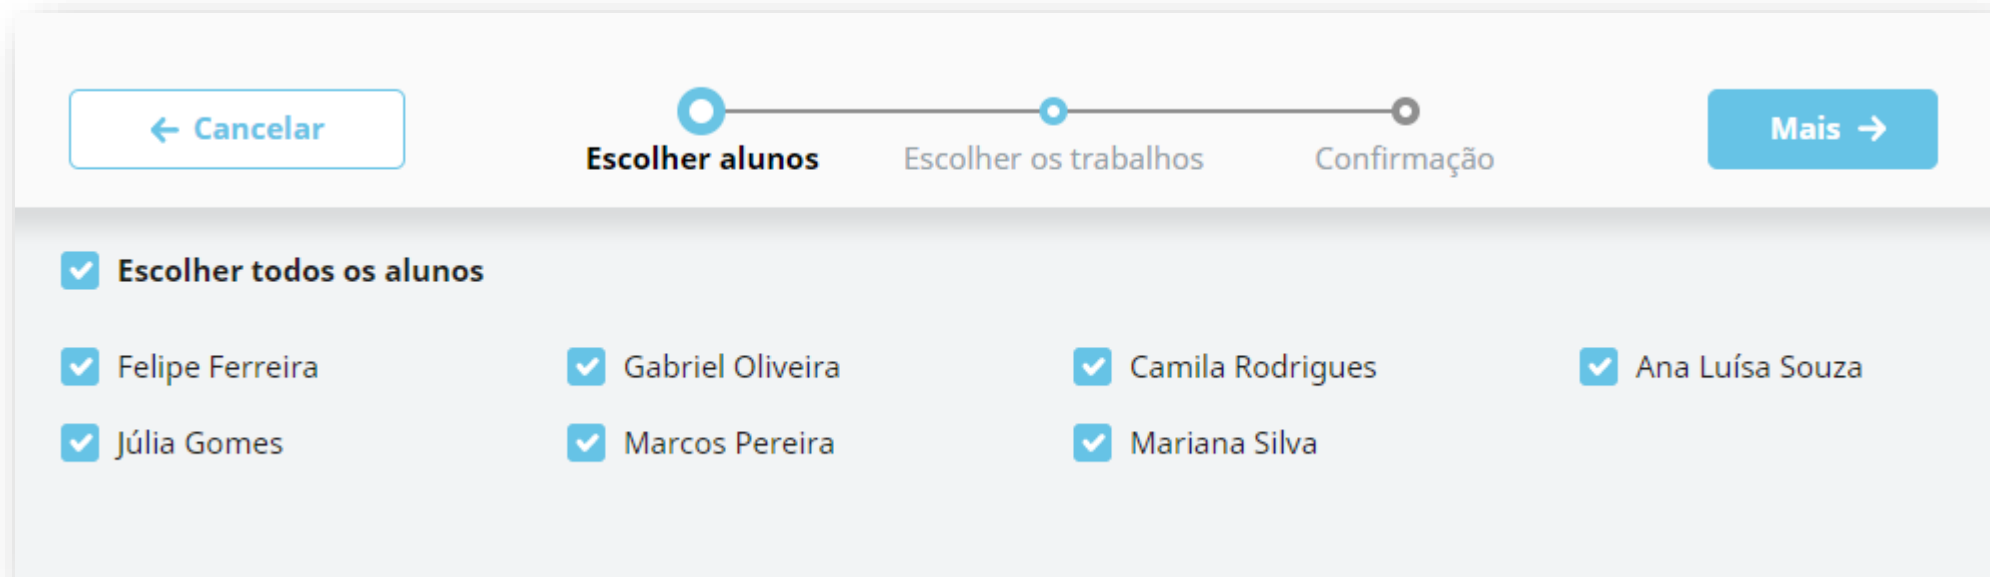 Cancelar
Escolher alunos
Escolher os trabalhos
Confirmação
Mais
Escolher todos os alunos
Felipe Ferreira
Gabriel Oliveira
Camila Rodrigues
Ana Luísa Souza
Júlia Gomes
Marcos Pereira
Mariana Silva